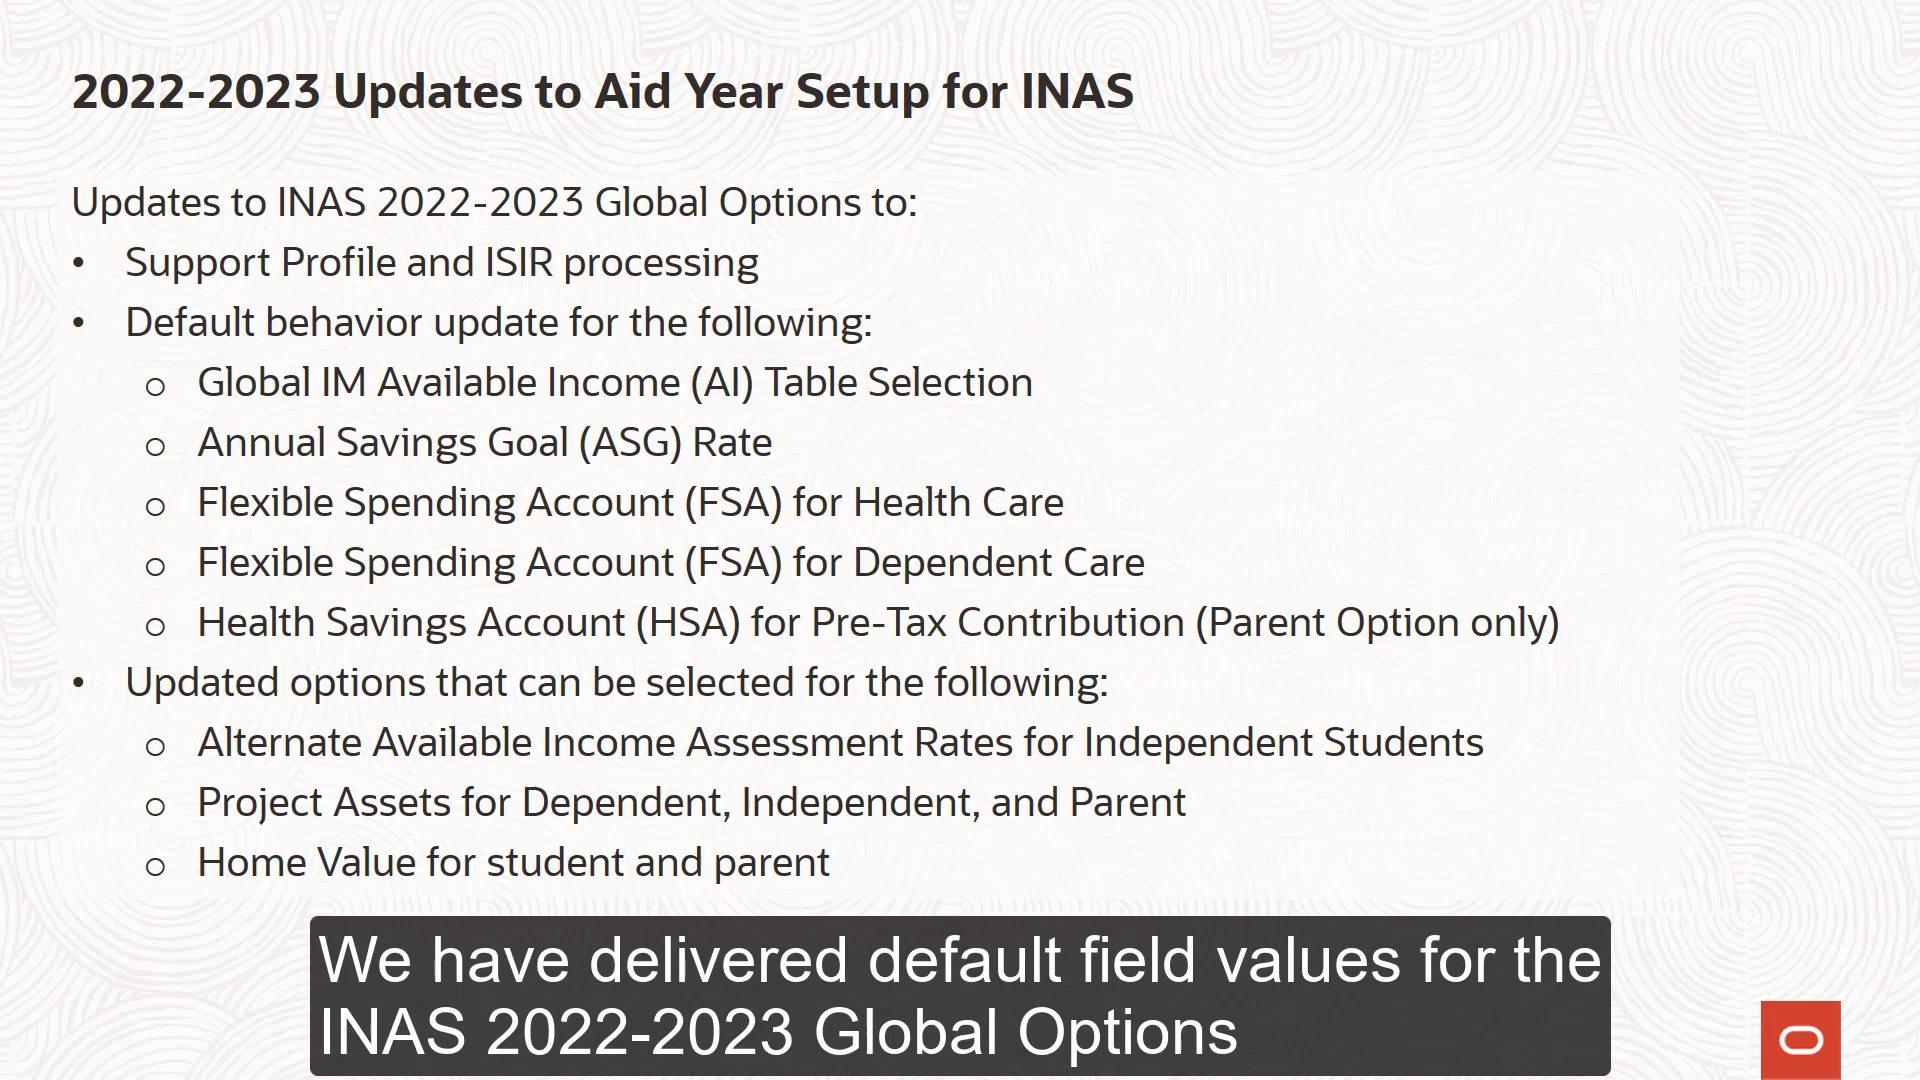 2022-2023 Updates to Aid Year Setup for INAS
Updates to INAS 2022-2023 Global Options to:
• Support Profile and ISIR processing
• Default behavior update for the following:
○ Global IM Available Income (AI) Table Selection
○ Annual Savings Goal (ASG) Rate
○ Flexible Spending Account (FSA) for Health Care
○ Flexible Spending Account (FSA) for Dependent Care
○ Health Savings Account (HSA) for Pre-Tax Contribution (Parent Option only)
• Updated options that can be selected for the following:
○ Alternate Available Income Assessment Rates for Independent Students
○ Project Assets for Dependent, Independent, and Parent
○ Home Value for student and parent
We have delivered default field values for the
INAS 2022-2023 Global Options